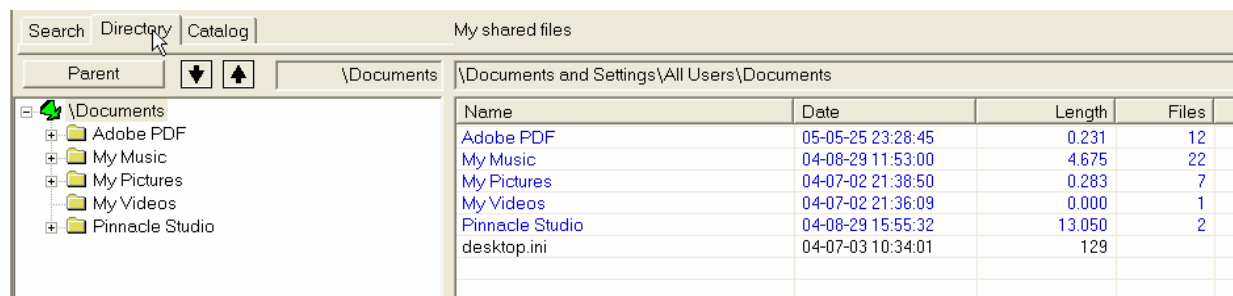 Search Directory Catalog My shared files
Parent \Documents \Documents and Settings\All Users\Documents
\Documents
Adobe PDF
My Music
My Pictures
My Videos
Pinnacle Studio
Name Date Length Files
Adobe PDF 05-05-25 23:28:45 0.231 12
My Music 04-08-29 11:53:00 4.675 22
My Pictures 04-07-02 21:38:50 0.283 7
My Videos 04-07-02 21:36:09 0.000 1
Pinnacle Studio 04-08-29 15:55:32 13.050 2
desktop.ini 04-07-03 10:34:01 129